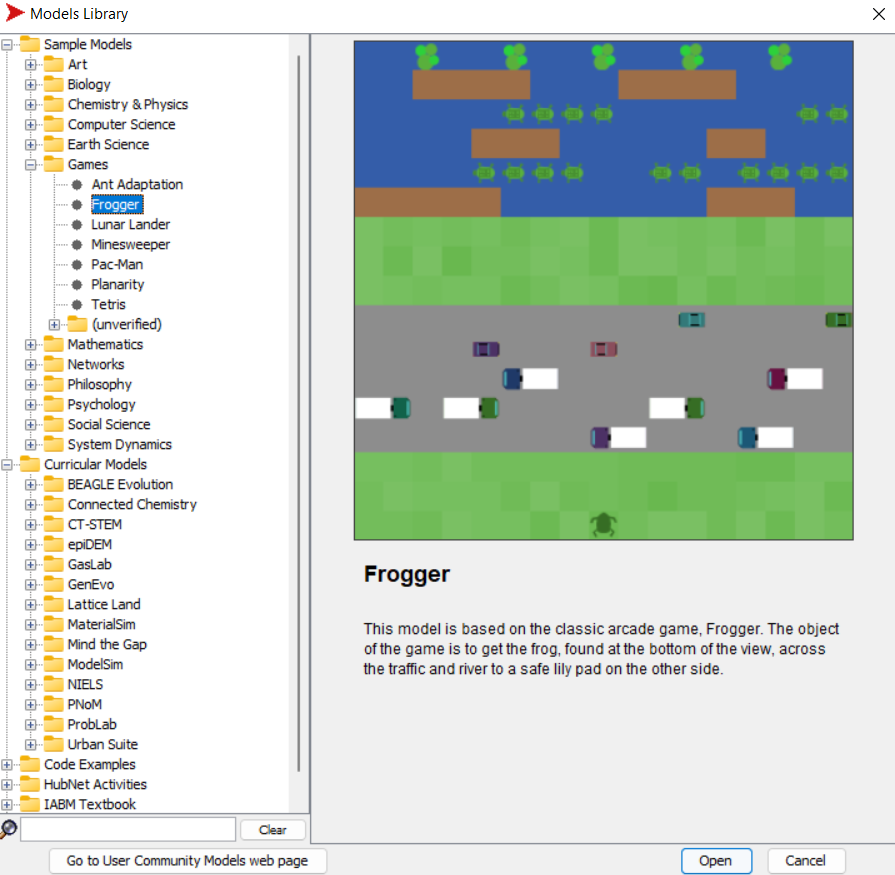 Models Library
Sample Models
Art
Biology
Chemistry & Physics
Computer Science
Earth Science
Games
Ant Adaptation
Frogger
Lunar Lander
Minesweeper
Pac-Man
Planarity
Tetris
(unverified)
Mathematics
Networks
Philosophy
Psychology
Social Science
System Dynamics
Curricular Models
BEAGLE Evolution
Connected Chemistry
CT-STEM
epiDEM
GasLab
GenEvo
Lattice Land
MaterialSim
Mind the Gap
ModelSim
NIELS
PNoM
ProbLab
Urban Suite
Code Examples
HubNet Activities
IABM Textbook
Clear
Frogger
This model is based on the classic arcade game, Frogger. The object
of the game is to get the frog, found at the bottom of the view, across
the traffic and river to a safe lily pad on the other side.
Go to User Community Models web page
Open
Cancel